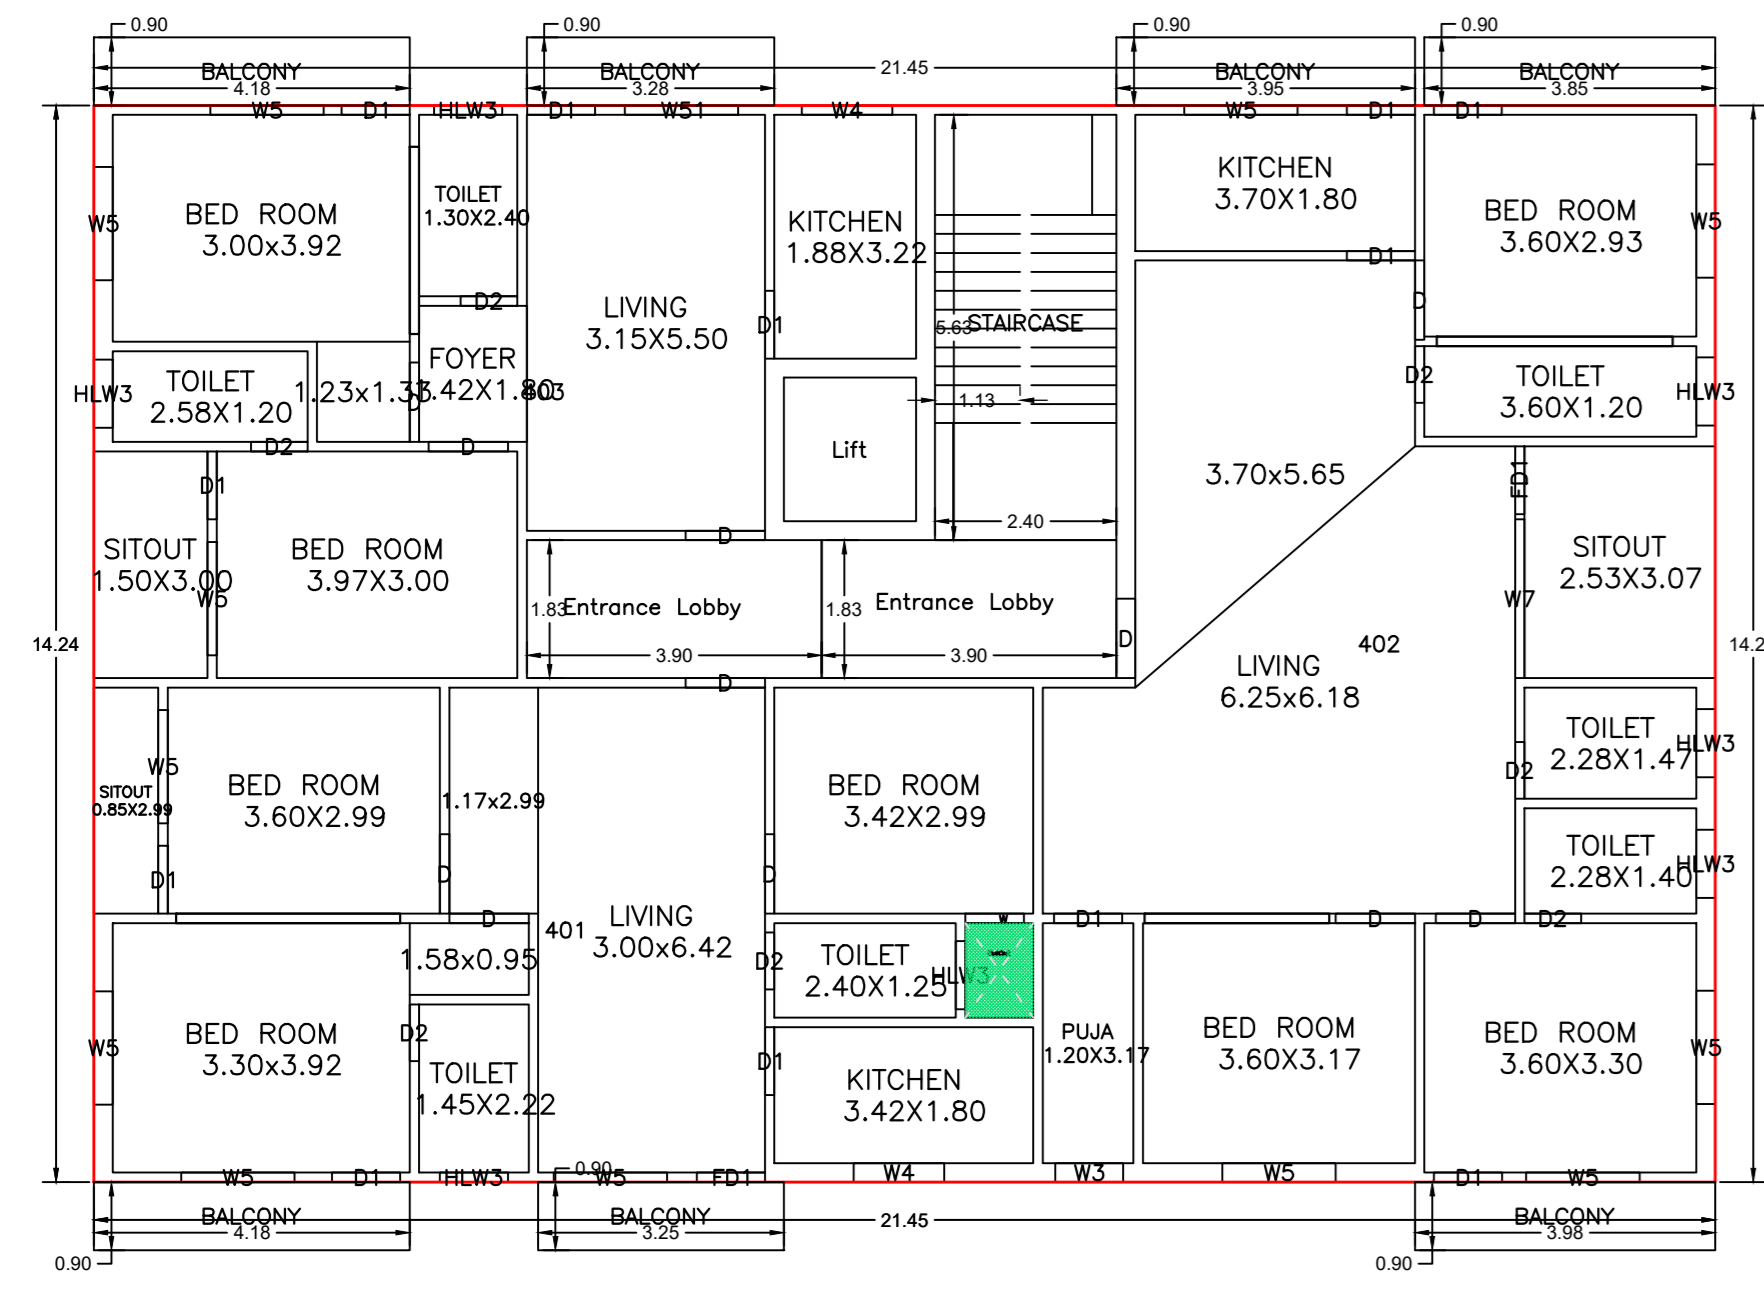 0.90
0.90
0.90
0.90
BALCONY
BALCONY
21.45
BALCONY
BALCONY
4.18
3.28
3.95
3.85
W5
D1
HLW3
D1
W51
W4
W5
D1
D1
BED ROOM
3.00x3.92
W5
TOILET
1.30X2.40
D2
LIVING
3.15X5.50
KITCHEN
1.88X3.22
D1
STAIRCASE
5.63
1.13
2.40
KITCHEN
3.70X1.80
D1
BED ROOM
3.60X2.93
W5
D
HLW3
TOILET
2.58X1.20
D2
1.23x1.33
D
FOYER
1.42X1.80
403
D
Lift
D2
TOILET
3.60X1.20
HLW3
D1
SITOUT
1.50X3.00
W5
BED ROOM
3.97X3.00
D
3.70x5.65
FD1
SITOUT
2.53X3.07
W7
14.24
1.83
Entrance Lobby
3.90
1.83
Entrance Lobby
3.90
D
402
LIVING
6.25x6.18
14.2
D
W5
SITOUT
0.85X2.99
D1
BED ROOM
3.60X2.99
1.17x2.99
D
D
BED ROOM
3.42X2.99
D
TOILET
2.28X1.47
HLW3
D2
TOILET
2.28X1.40
HLW3
401
LIVING
3.00x6.42
W
D1
D
D
D2
1.58x0.95
D2
TOILET
2.40X1.25
HLW3
W5
BED ROOM
3.30x3.92
D2
TOILET
1.45X2.22
D1
KITCHEN
3.42X1.80
PUJA
1.20X3.17
BED ROOM
3.60X3.17
BED ROOM
3.60X3.30
W5
W5
D1
HLW3
0.90
W5
FD1
W4
W3
W5
D1
W5
BALCONY
BALCONY
21.45
BALCONY
4.18
3.25
3.98
0.90
0.90